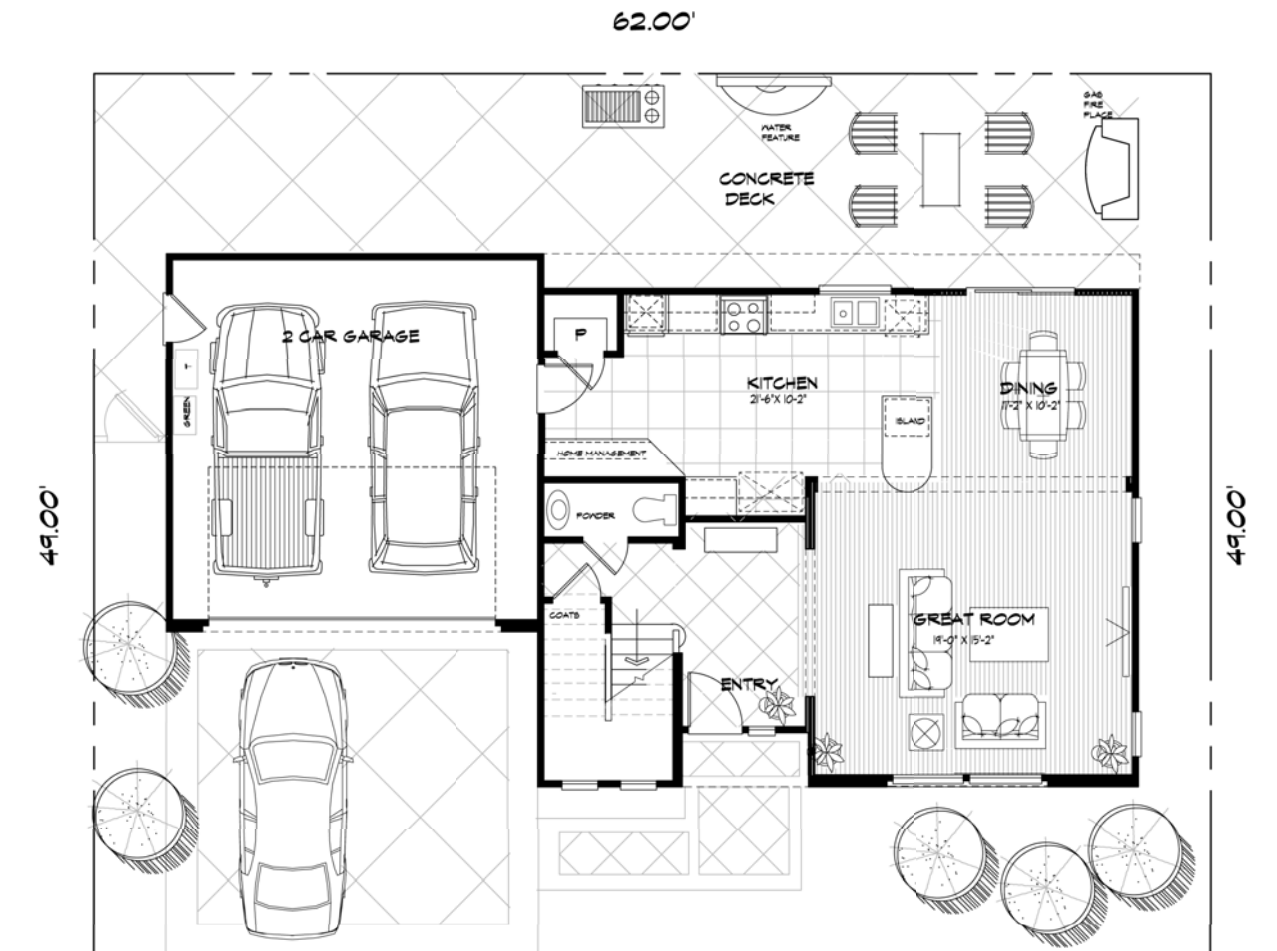 62.00'
GAS
FIRE
PLACE
WATER
FEATURE
CONCRETE
DECK
2 CAR GARAGE
P
T
KITCHEN
21'-6"X 10-2"
DINING
11'-2" X 10'-2"
GREEN
ISLAND
HOME MANAGEMENT
49.00'
POWDER
49.00'
COATS
GREAT ROOM
19'-0" X 15'-2"
ENTRY